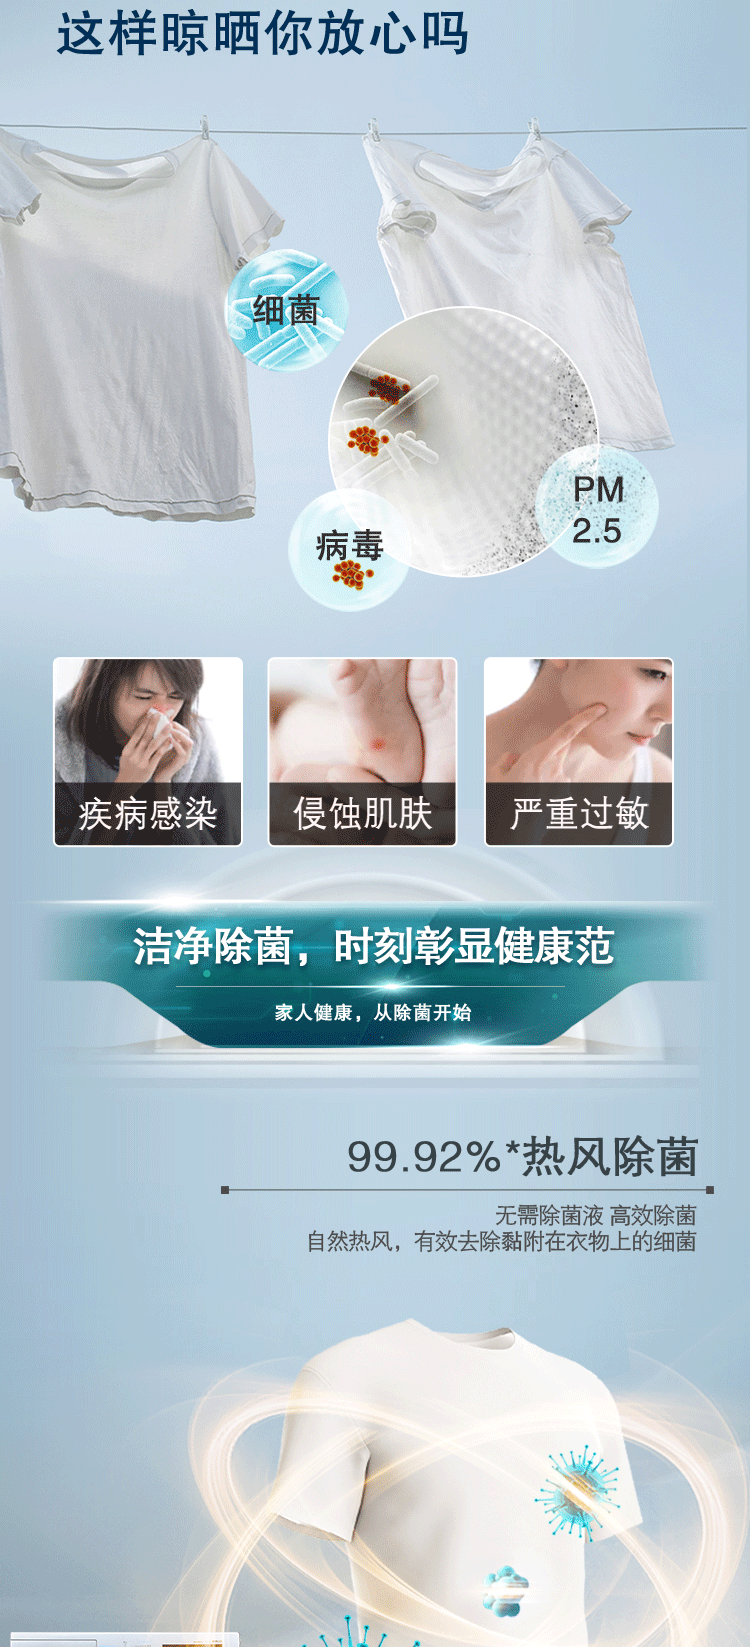 这样晾晒你放心吗
细菌
PM
2.5
病毒
疾病感染
侵蚀肌肤
严重过敏
洁净除菌，时刻彰显健康范
家人健康，从除菌开始
99.92%*热风除菌
无需除菌液 高效除菌
自然热风，有效去除黏附在衣物上的细菌